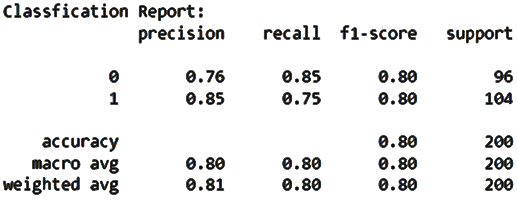 Classfication Report:
precision recall f1-score support
0 0.76 0.85 0.80 96
1 0.85 0.75 0.80 104
accuracy 0.80 200
macro avg 0.80 0.80 0.80 200
weighted avg 0.81 0.80 0.80 200